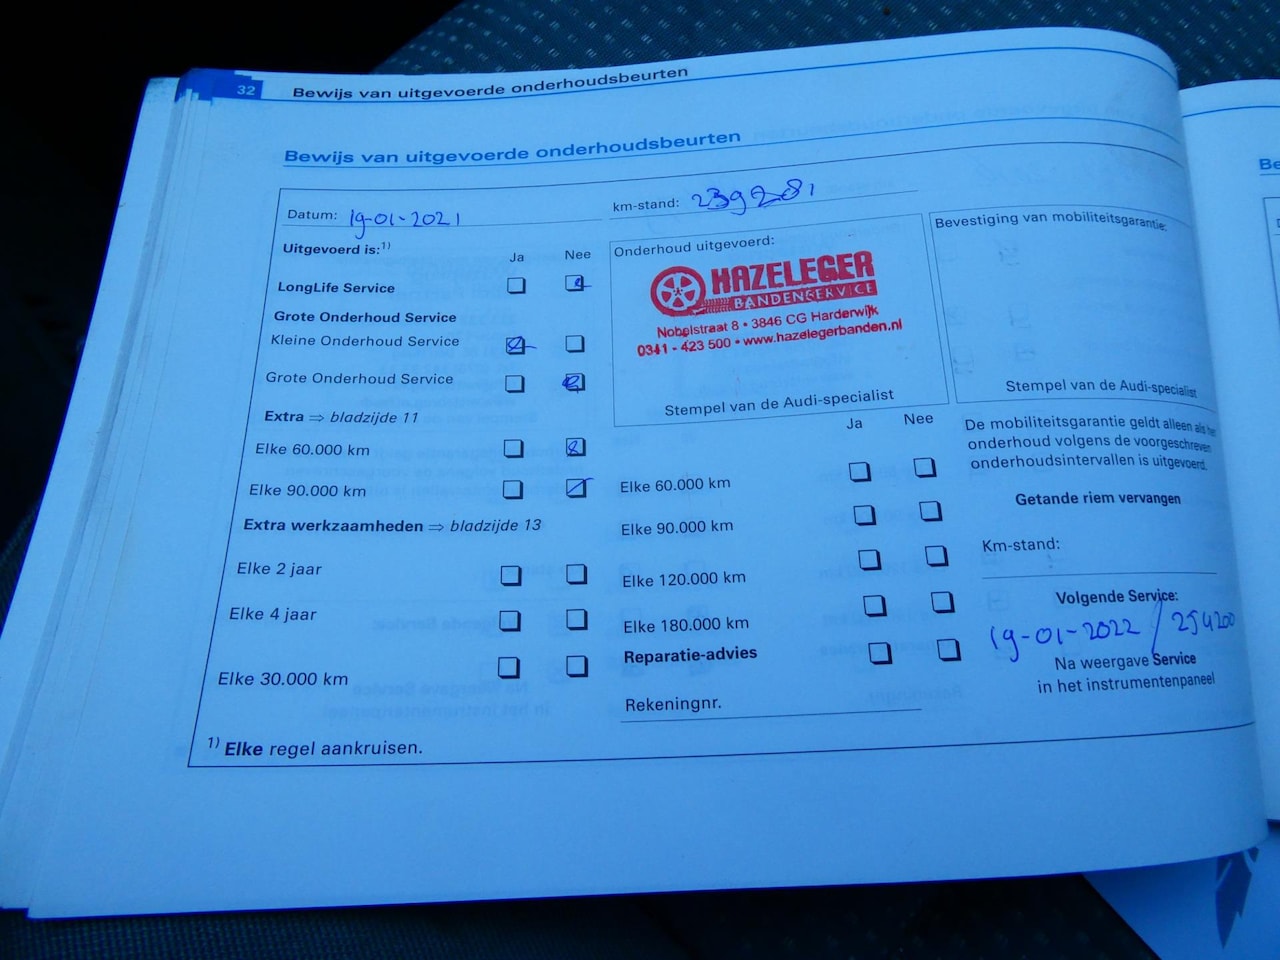 32
Bewijs van uitgevoerde onderhoudsbeurten
Bewijs van uitgevoerde onderhoudsbeurten
Datum: 19-01-2021
km-stand: 239281
Uitgevoerd is:1)
Ja Nee
LongLife Service
Grote Onderhoud Service
Kleine Onderhoud Service
Grote Onderhoud Service
Extra ⇒ bladzijde 11
Elke 60.000 km
Elke 90.000 km
Extra werkzaamheden ⇒ bladzijde 13
Elke 2 jaar
Elke 4 jaar
Elke 30.000 km
1) Elke regel aankruisen.
Onderhoud uitgevoerd:
HAZELEGER
BANDENSERVICE
Nobelstraat 8 • 3846 CG Harderwijk
0341 - 423 500 • www.hazelegerbanden.nl
Stempel van de Audi-specialist
Ja Nee
Elke 60.000 km
Elke 90.000 km
Elke 120.000 km
Elke 180.000 km
Reparatie-advies
Rekeningnr.
Bevestiging van mobiliteitsgarantie:
Stempel van de Audi-specialist
De mobiliteitsgarantie geldt alleen als
onderhoud volgens de voorgeschreven
onderhoudsintervallen is uitgevoerd.
Getande riem vervangen
Km-stand:
Volgende Service:
19-01-2022 / 254200
Na weergave Service
in het instrumentenpaneel
Be